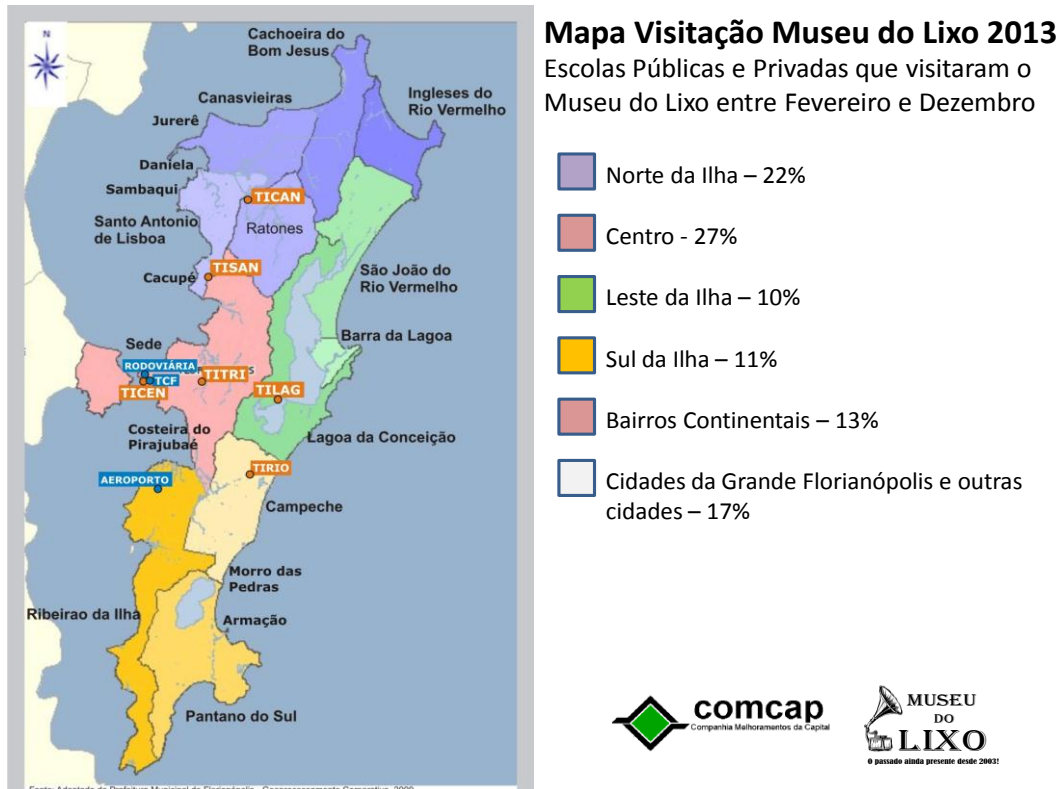 Mapa Visitação Museu do Lixo 2013
Escolas Públicas e Privadas que visitaram o
Museu do Lixo entre Fevereiro e Dezembro
Norte da Ilha – 22%
Centro - 27%
Leste da Ilha – 10%
Sul da Ilha – 11%
Bairros Continentais – 13%
Cidades da Grande Florianópolis e outras
cidades – 17%
N
Cachoeira do
Bom Jesus
Canasvieiras
Ingleses do
Rio Vermelho
Jurerê
Daniela
Sambaqui
TICAN
Santo Antonio
de Lisboa
Ratones
TISAN
Cacupé
São João do
Rio Vermelho
Barra da Lagoa
Sede
RODOVIÁRIA
TCF
TICEN
TITRI
TILAG
Costeira do
Pirajubaé
Lagoa da Conceição
TIRIO
AEROPORTO
Campeche
Morro das
Pedras
Ribeirao da Ilha
Armação
Pantano do Sul
comcap
Companhia Melhoramentos da Capital
MUSEU
DO
LIXO
O passado ainda presente desde 2003!